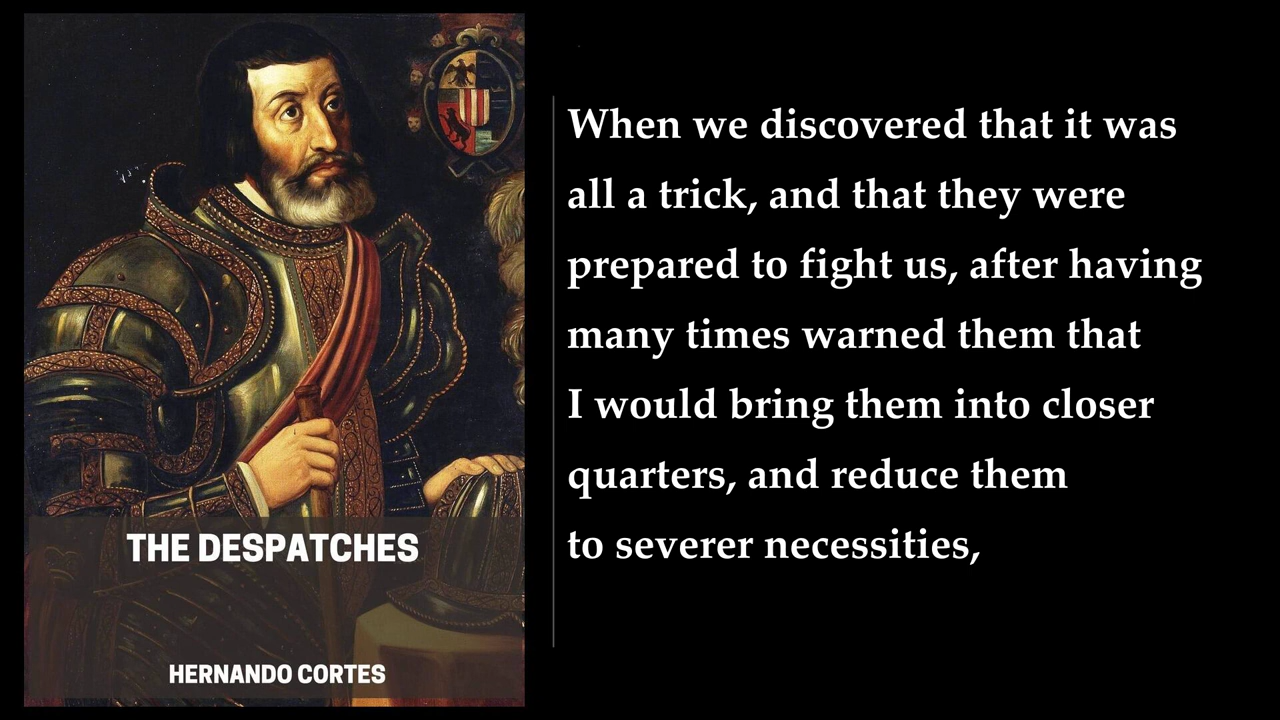 THE DESPATCHES
HERNANDO CORTES
When we discovered that it was
all a trick, and that they were
prepared to fight us, after having
many times warned them that
I would bring them into closer
quarters, and reduce them
to severer necessities,